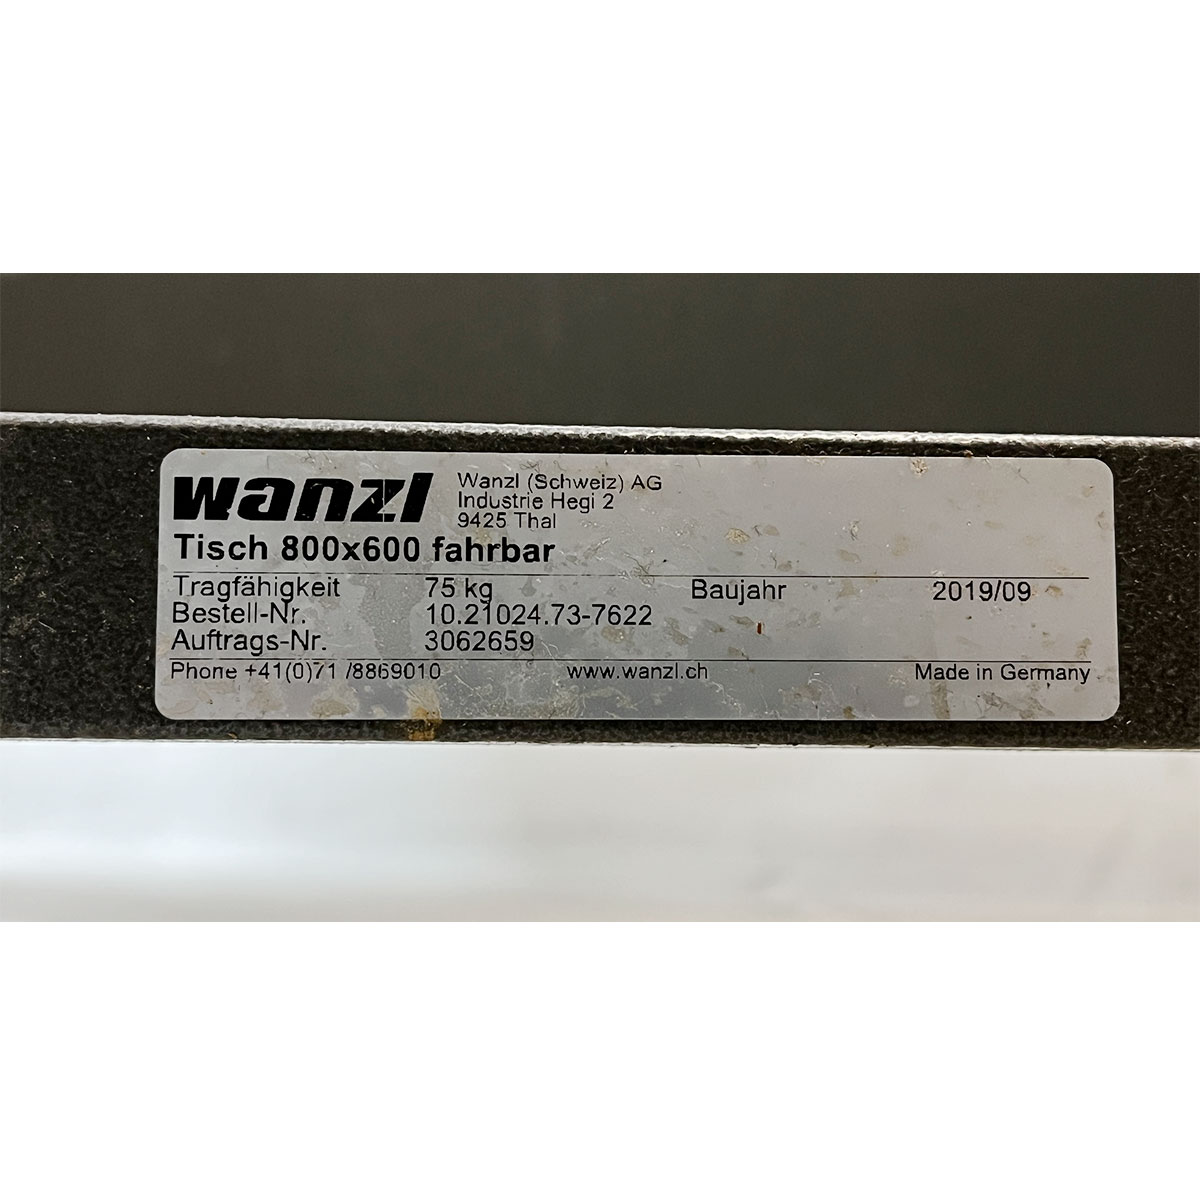 wanzl
Wanzl (Schweiz) AG
Industrie Hegi 2
9425 Thal
Tisch 800x600 fahrbar
Tragfähigkeit 75 kg Baujahr 2019/09
Bestell-Nr. 10.21024.73-7622
Auftrags-Nr. 3062659
Phone +41(0)71 /8869010 www.wanzl.ch Made in Germany